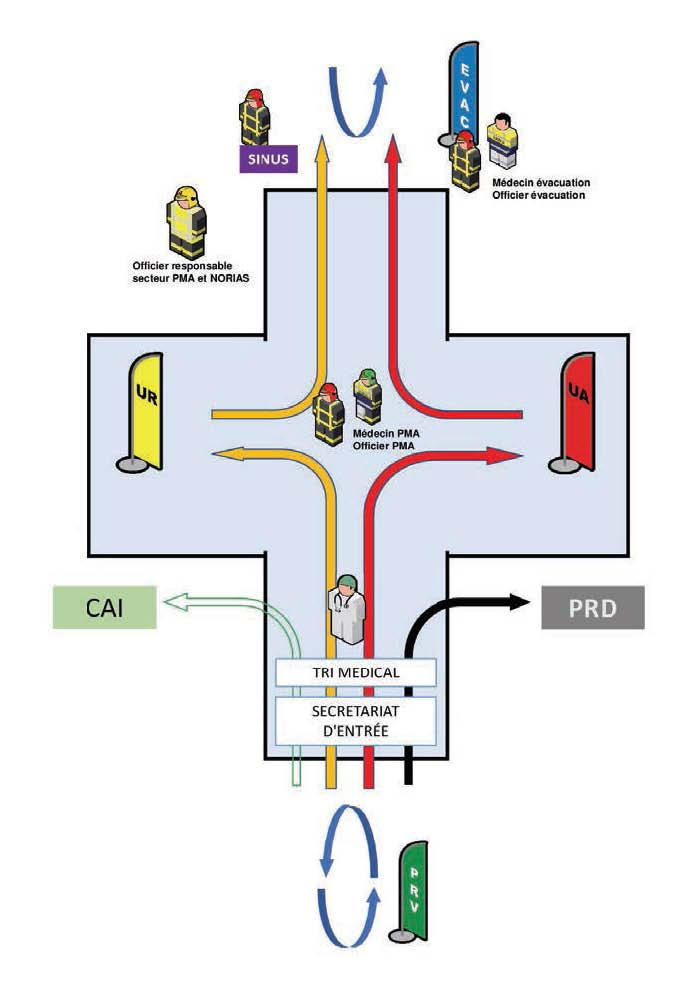 EVAC
SINUS
Médecin évacuation
Officier évacuation
Officier responsable
secteur PMA et NORIAS
UR
UA
Médecin PMA
Officier PMA
CAI
PRD
TRI MEDICAL
SECRETARIAT
D'ENTRÉE
PRV